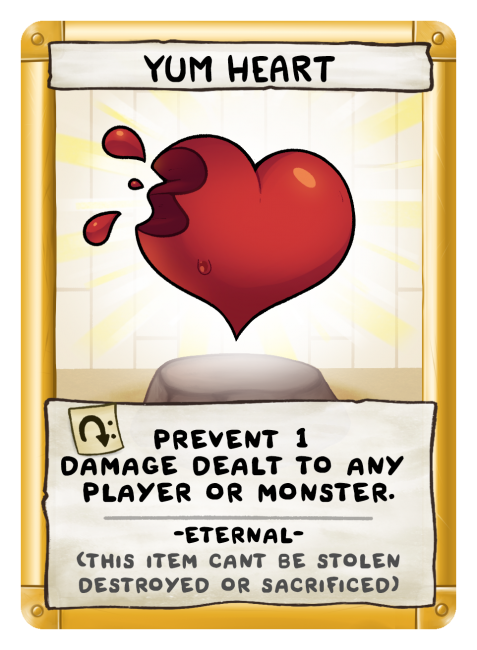 YUM HEART
PREVENT 1
DAMAGE DEALT TO ANY
PLAYER OR MONSTER.
-ETERNAL-
(THIS ITEM CANT BE STOLEN
DESTROYED OR SACRIFICED)